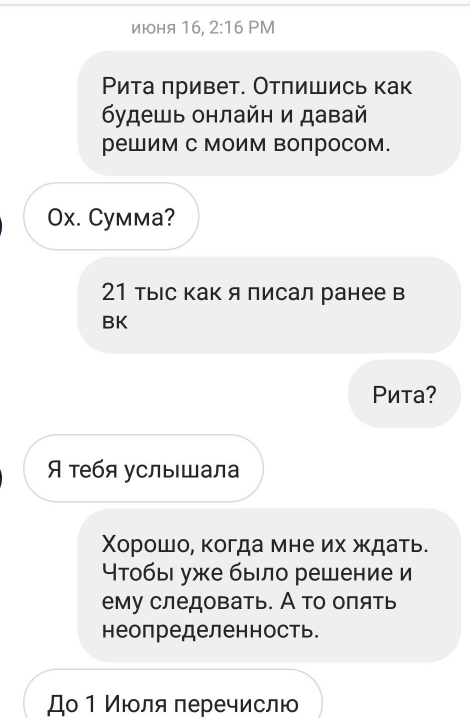 июня 16, 2:16 PM
Рита привет. Отпишись как
будешь онлайн и давай
решим с моим вопросом.
Ох. Сумма?
21 тыс как я писал ранее в
вк
Рита?
Я тебя услышала
Хорошо, когда мне их ждать.
Чтобы уже было решение и
ему следовать. А то опять
неопределенность.
До 1 Июля перечислю